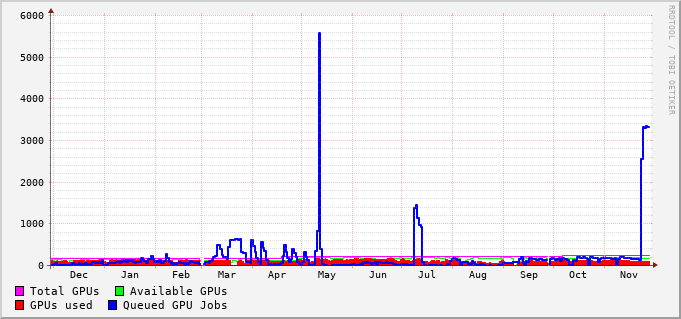 RRDTOOL / TOBI OETIKER
6000
5000
4000
3000
2000
1000
0
Dec Jan Feb Mar Apr May Jun Jul Aug Sep Oct Nov
Total GPUs Available GPUs
GPUs used Queued GPU Jobs